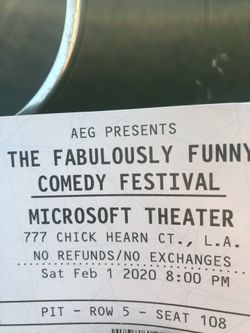 AEG PRESENTS
THE FABULOUSLY FUNNY
COMEDY FESTIVAL
MICROSOFT THEATER
777 CHICK HEARN CT., L.A.
NO REFUNDS/NO EXCHANGES
Sat Feb 1 2020 8:00 PM
PIT - ROW 5 - SEAT 108